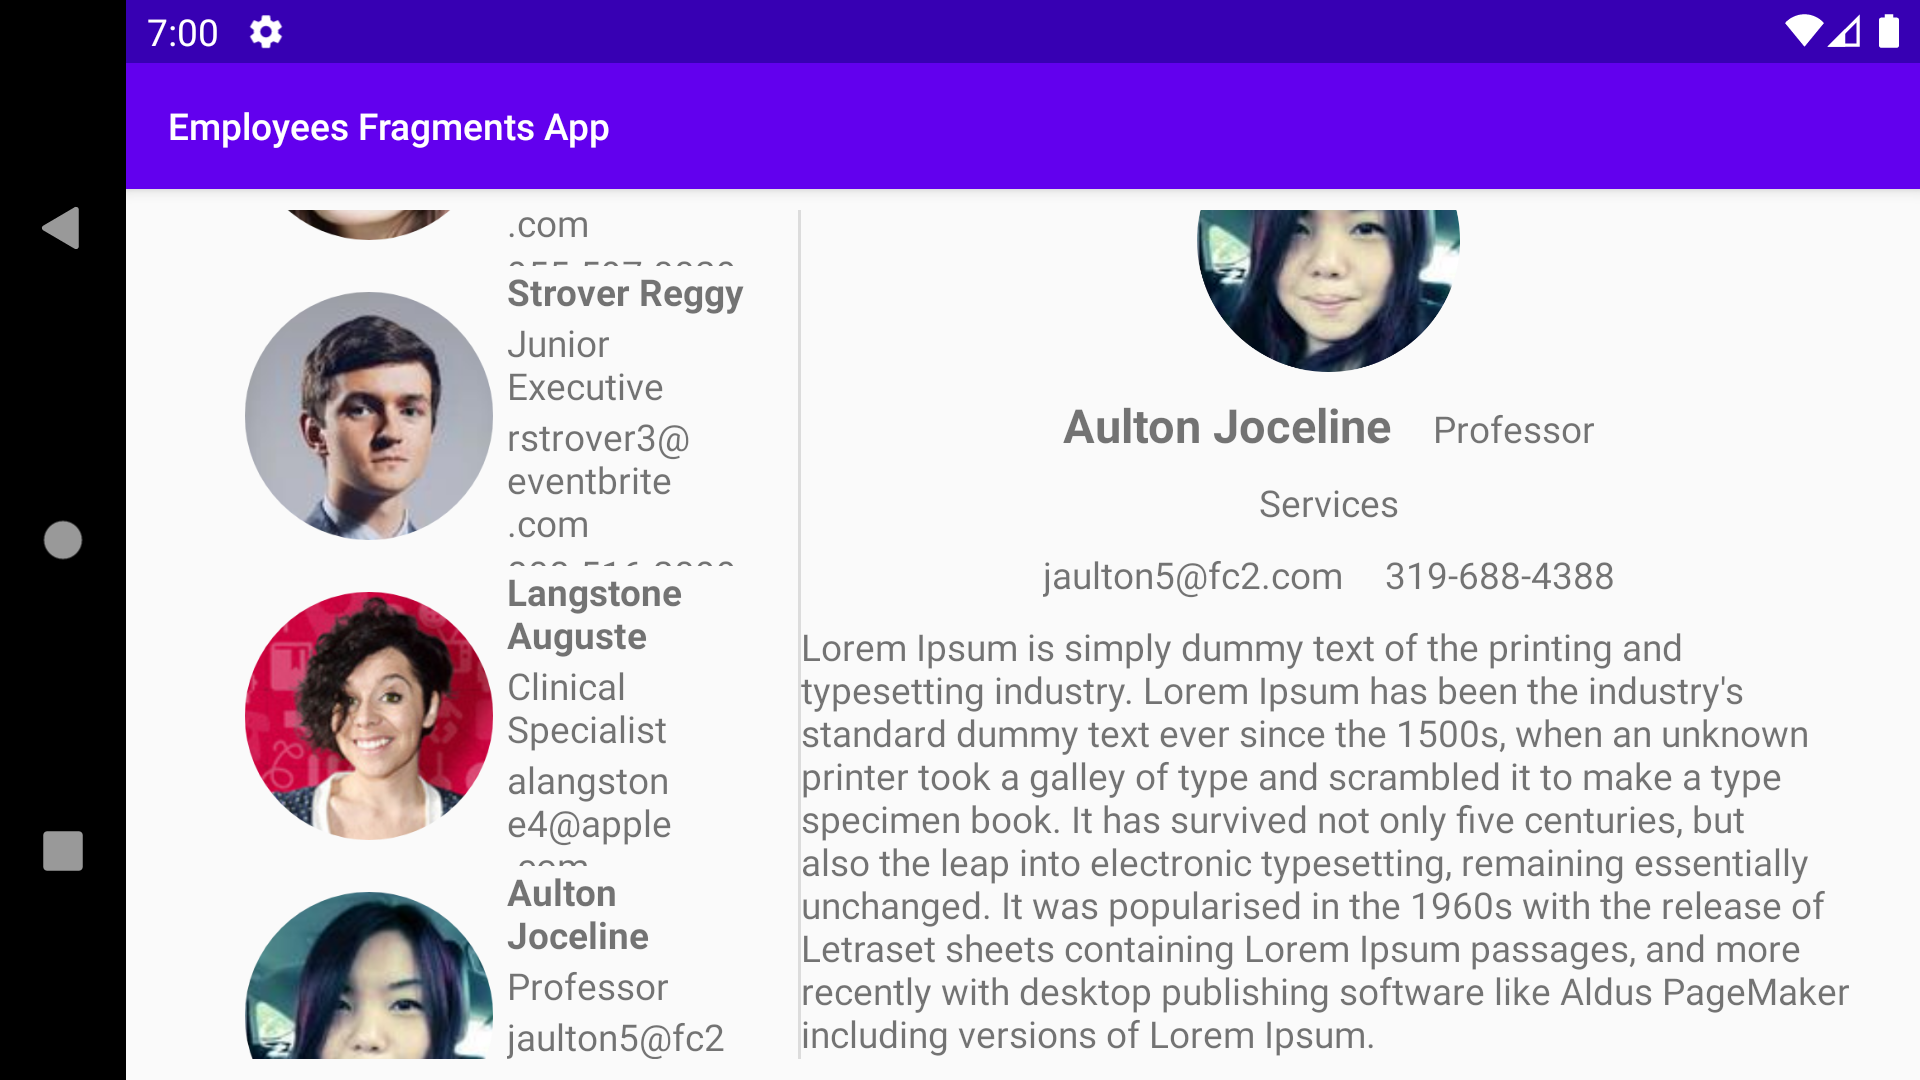 7:00
Employees Fragments App
.com
Strover Reggy
Junior
Executive
rstrover3@
eventbrite
.com
Langstone
Auguste
Clinical
Specialist
alangston
e4@apple
.com
Aulton
Joceline
Professor
jaulton5@fc2
Aulton Joceline Professor
Services
jaulton5@fc2.com 319-688-4388
Lorem Ipsum is simply dummy text of the printing and
typesetting industry. Lorem Ipsum has been the industry's
standard dummy text ever since the 1500s, when an unknown
printer took a galley of type and scrambled it to make a type
specimen book. It has survived not only five centuries, but
also the leap into electronic typesetting, remaining essentially
unchanged. It was popularised in the 1960s with the release of
Letraset sheets containing Lorem Ipsum passages, and more
recently with desktop publishing software like Aldus PageMaker
including versions of Lorem Ipsum.